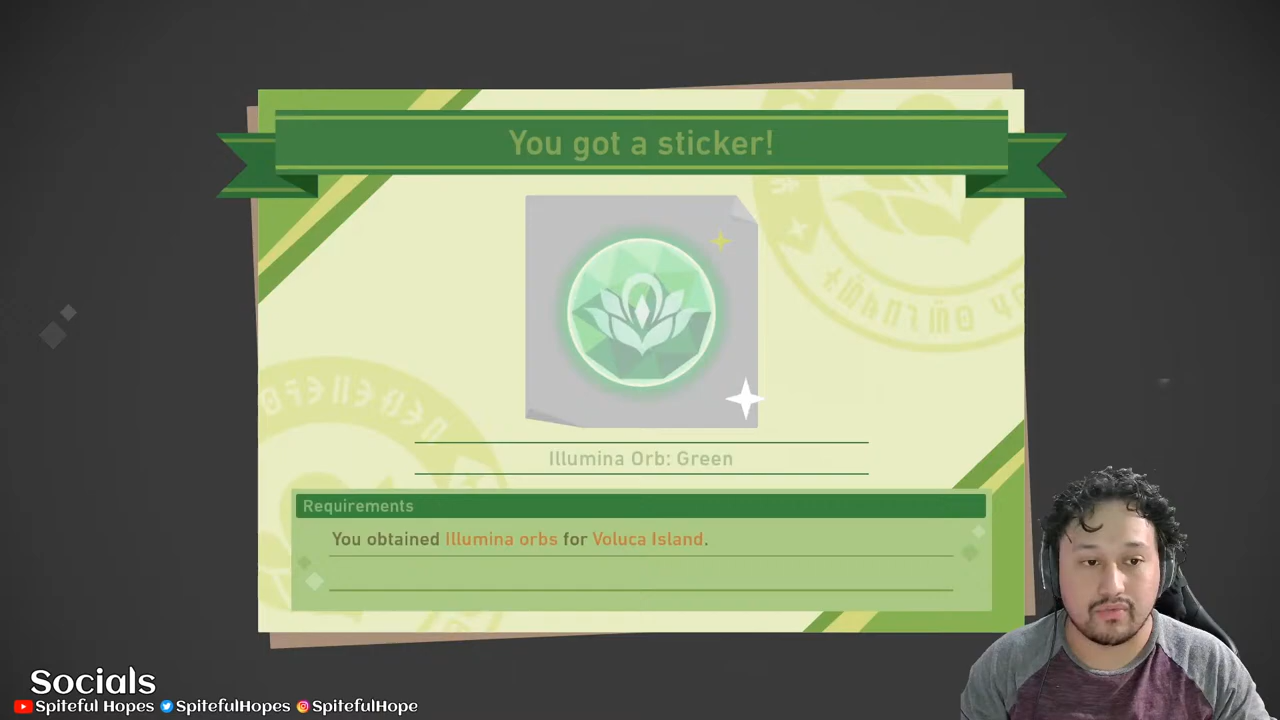 You got a sticker!
Illumina Orb: Green
Requirements
You obtained Illumina orbs for Voluca Island.
Socials
Spiteful Hopes SpitefulHopes SpitefulHope